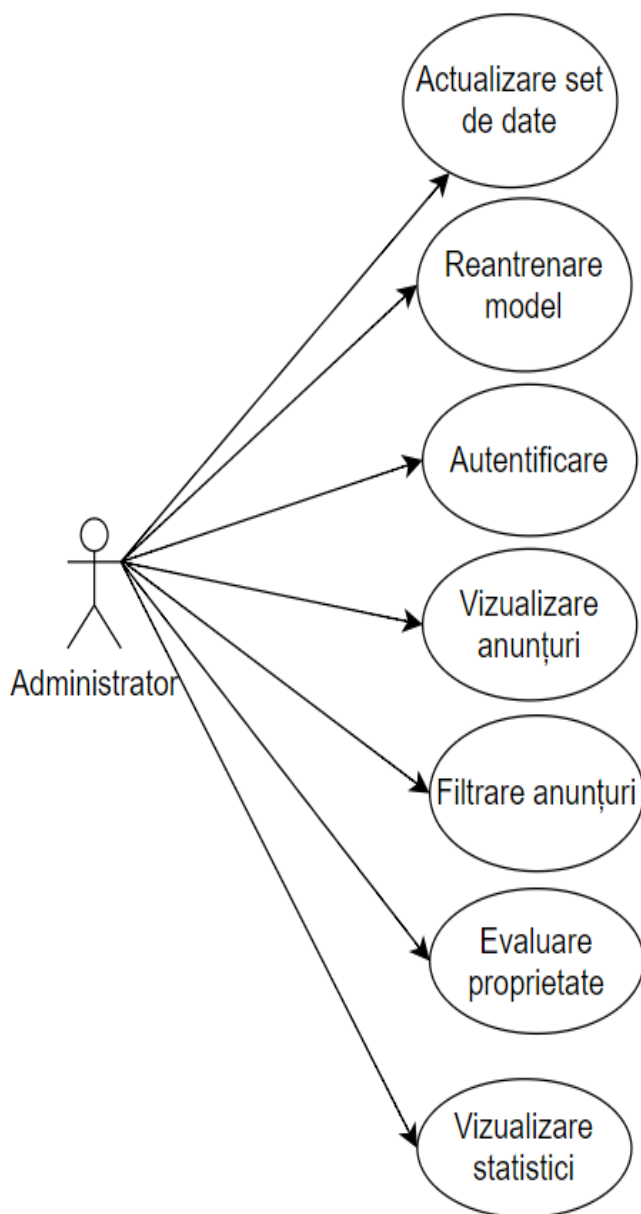 Actualizare set
de date
Reantrenare
model
Autentificare
Vizualizare
anunțuri
Administrator
Filtrare anunțuri
Evaluare
proprietate
Vizualizare
statistici